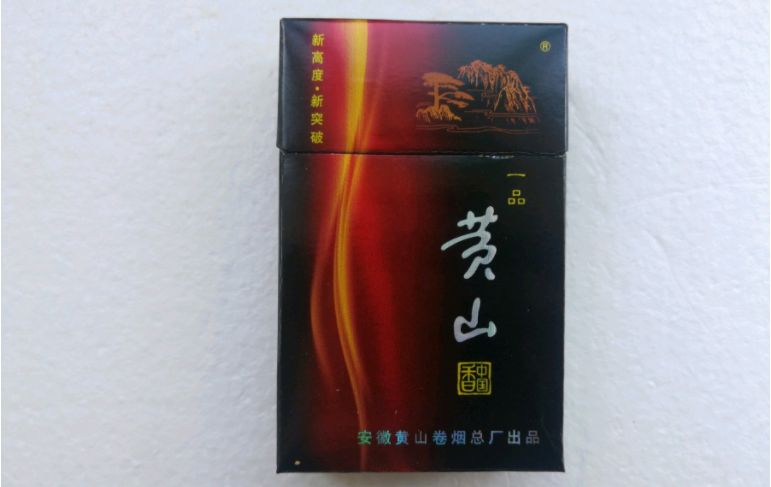 新高度·新突破
®
一品
黄山
中国香
安徽黄山卷烟总厂出品